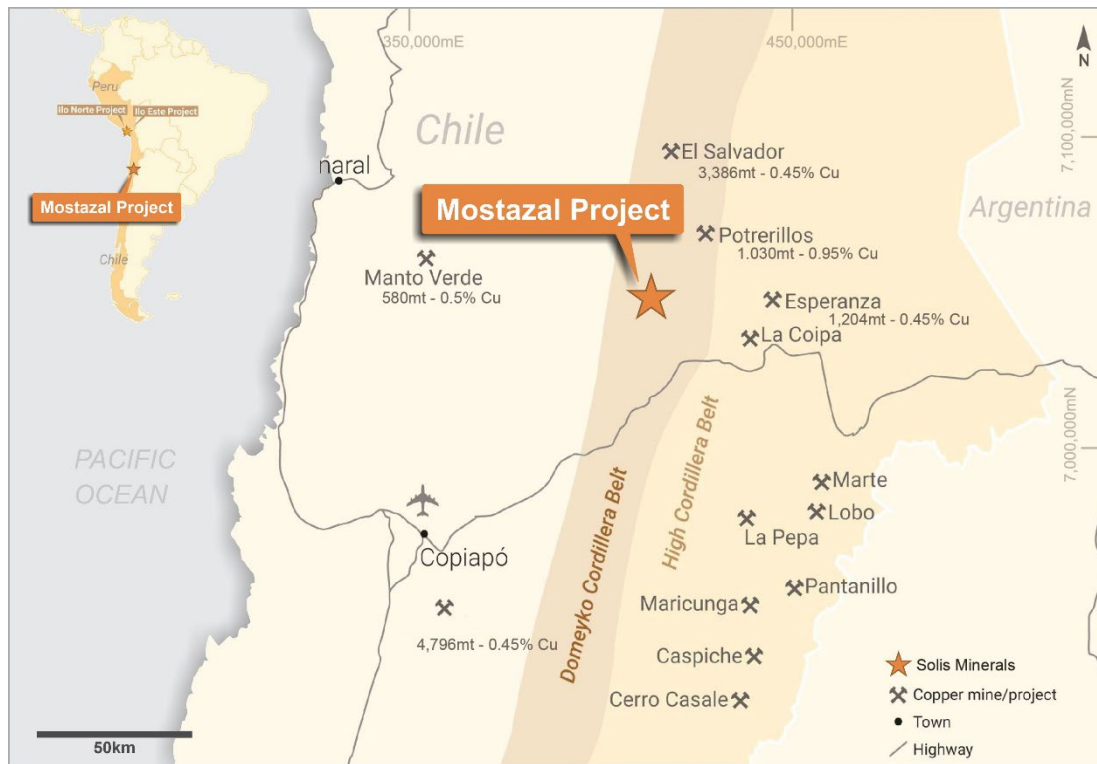 350,000mE
450,000mE
N
Peru
Ilo Norte Project
Ilo Este Project
Mostazal Project
Chile
Chile
7,100,000mN
El Salvador
3,386mt - 0.45% Cu
naral
Mostazal Project
Argentina
Potrerillos
1.030mt - 0.95% Cu
Manto Verde
580mt - 0.5% Cu
Esperanza
1,204mt - 0.45% Cu
La Coipa
7,000,000mN
PACIFIC
OCEAN
Domeyko Cordillera Belt
High Cordillera Belt
Marte
Lobo
La Pepa
Copiapó
Pantanillo
Maricunga
4,796mt - 0.45% Cu
Caspiche
Cerro Casale
Solis Minerals
Copper mine/project
Town
Highway
50km